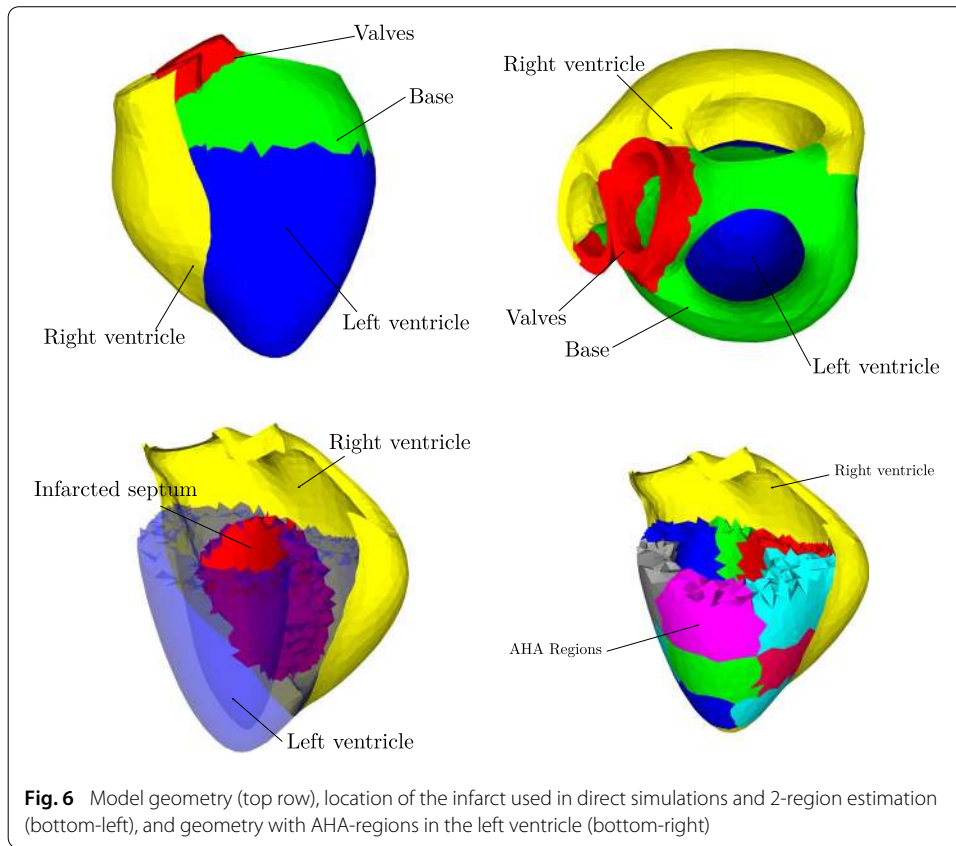 Valves
Base
Right ventricle
Left ventricle
Right ventricle
Valves
Base
Left ventricle
Right ventricle
Infarcted septum
Left ventricle
Right ventricle
AHA Regions
Fig. 6 Model geometry (top row), location of the infarct used in direct simulations and 2-region estimation
(bottom-left), and geometry with AHA-regions in the left ventricle (bottom-right)